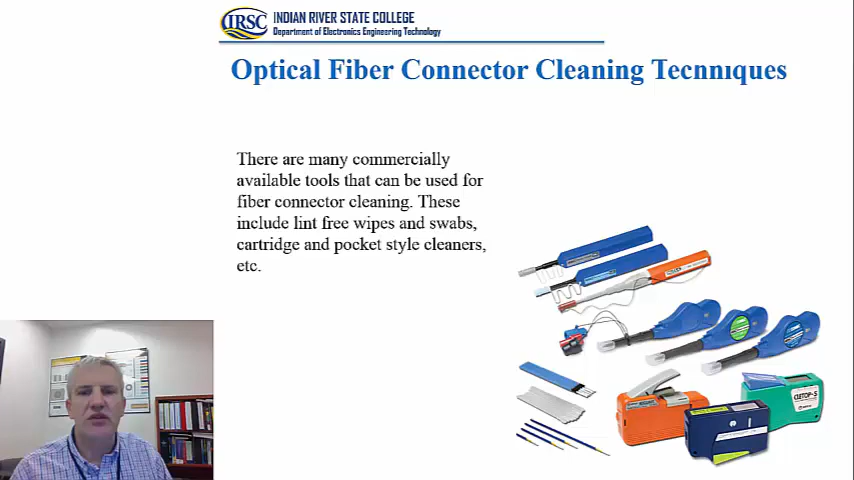 IRSC
INDIAN RIVER STATE COLLEGE
Department of Electronics Engineering Technology
Optical Fiber Connector Cleaning Tecnnıques
There are many commercially
available tools that can be used for
fiber connector cleaning. These
include lint free wipes and swabs,
cartridge and pocket style cleaners,
etc.
CLETOP-S